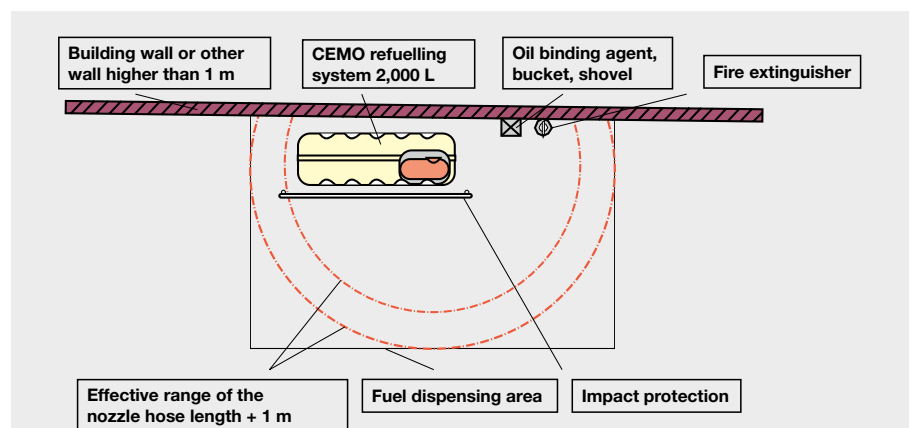 Building wall or other
wall higher than 1 m
CEMO refuelling
system 2,000 L
Oil binding agent,
bucket, shovel
Fire extinguisher
Effective range of the
nozzle hose length + 1 m
Fuel dispensing area
Impact protection